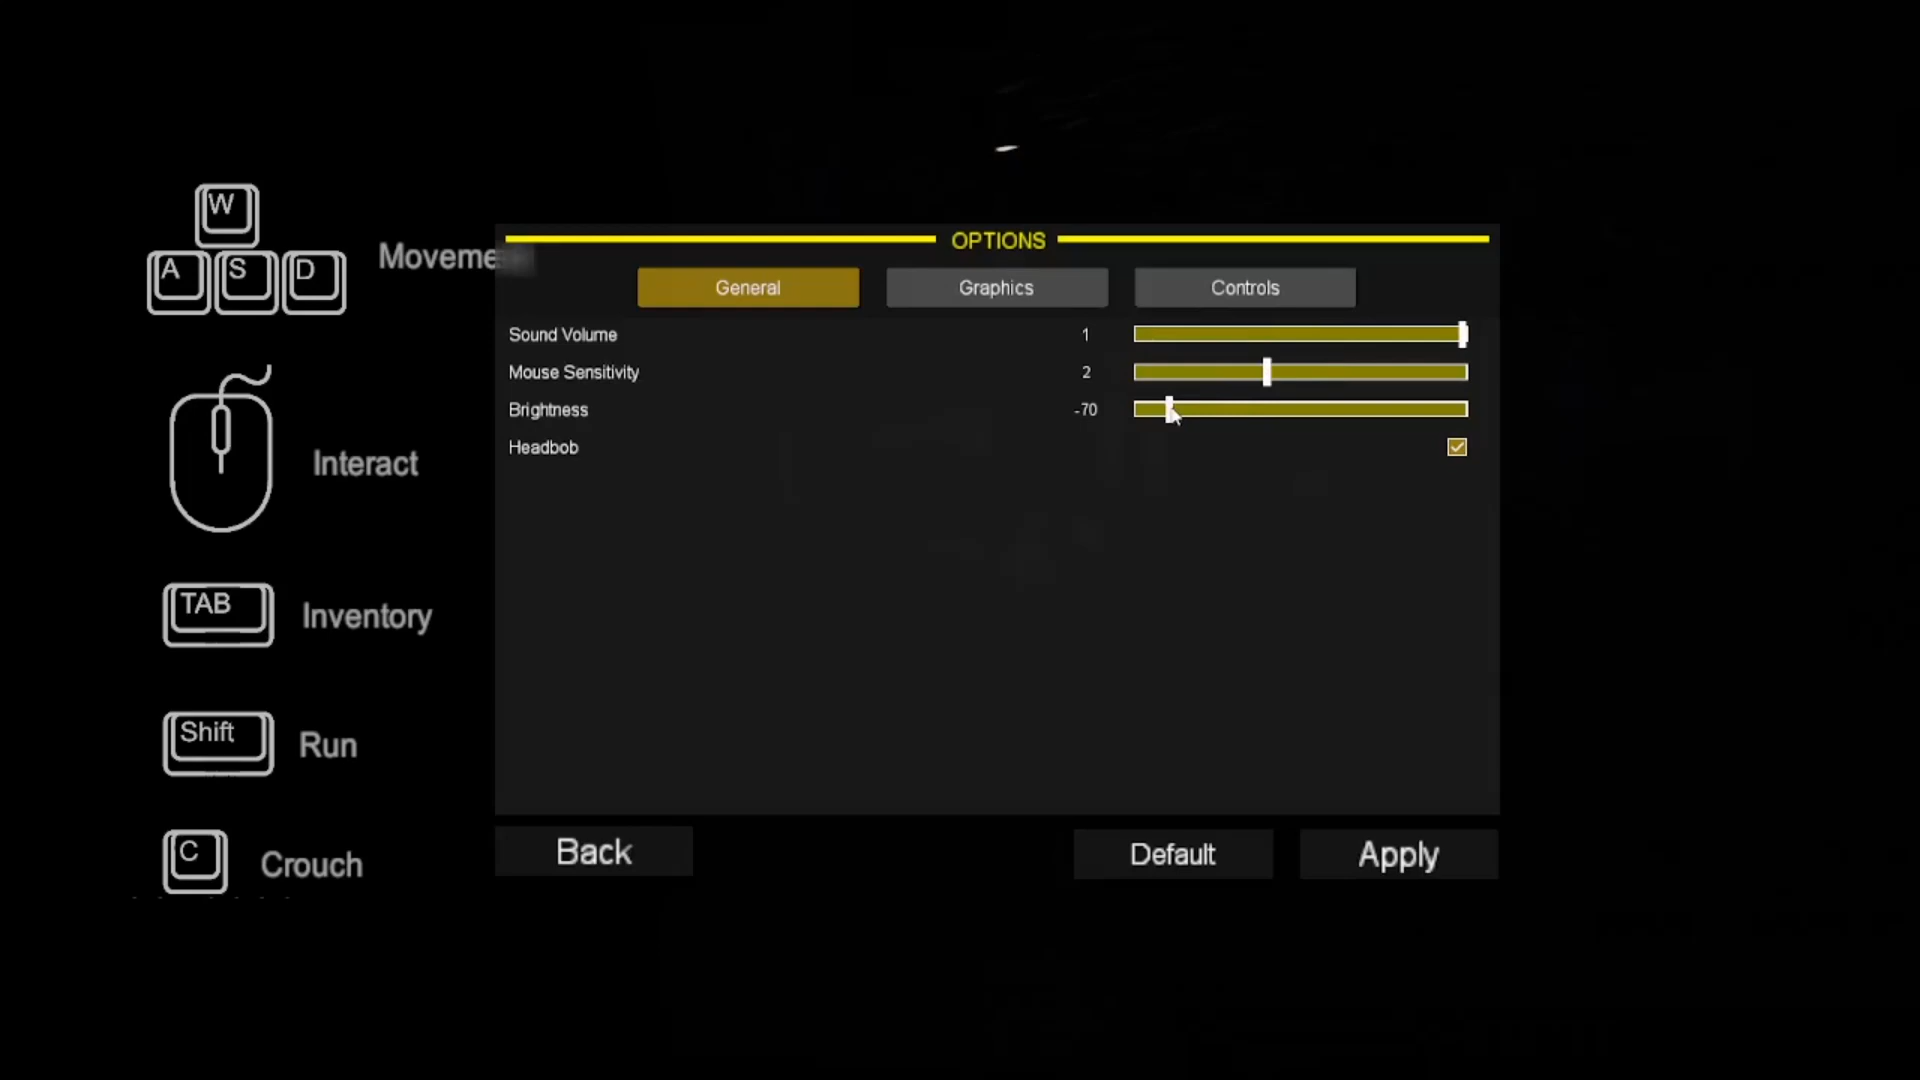 W
A S D
Moveme
Interact
TAB
Inventory
Shift
Run
C
Crouch
OPTIONS
General
Graphics
Controls
Sound Volume 1
Mouse Sensitivity 2
Brightness -70
Headbob
Back
Default
Apply